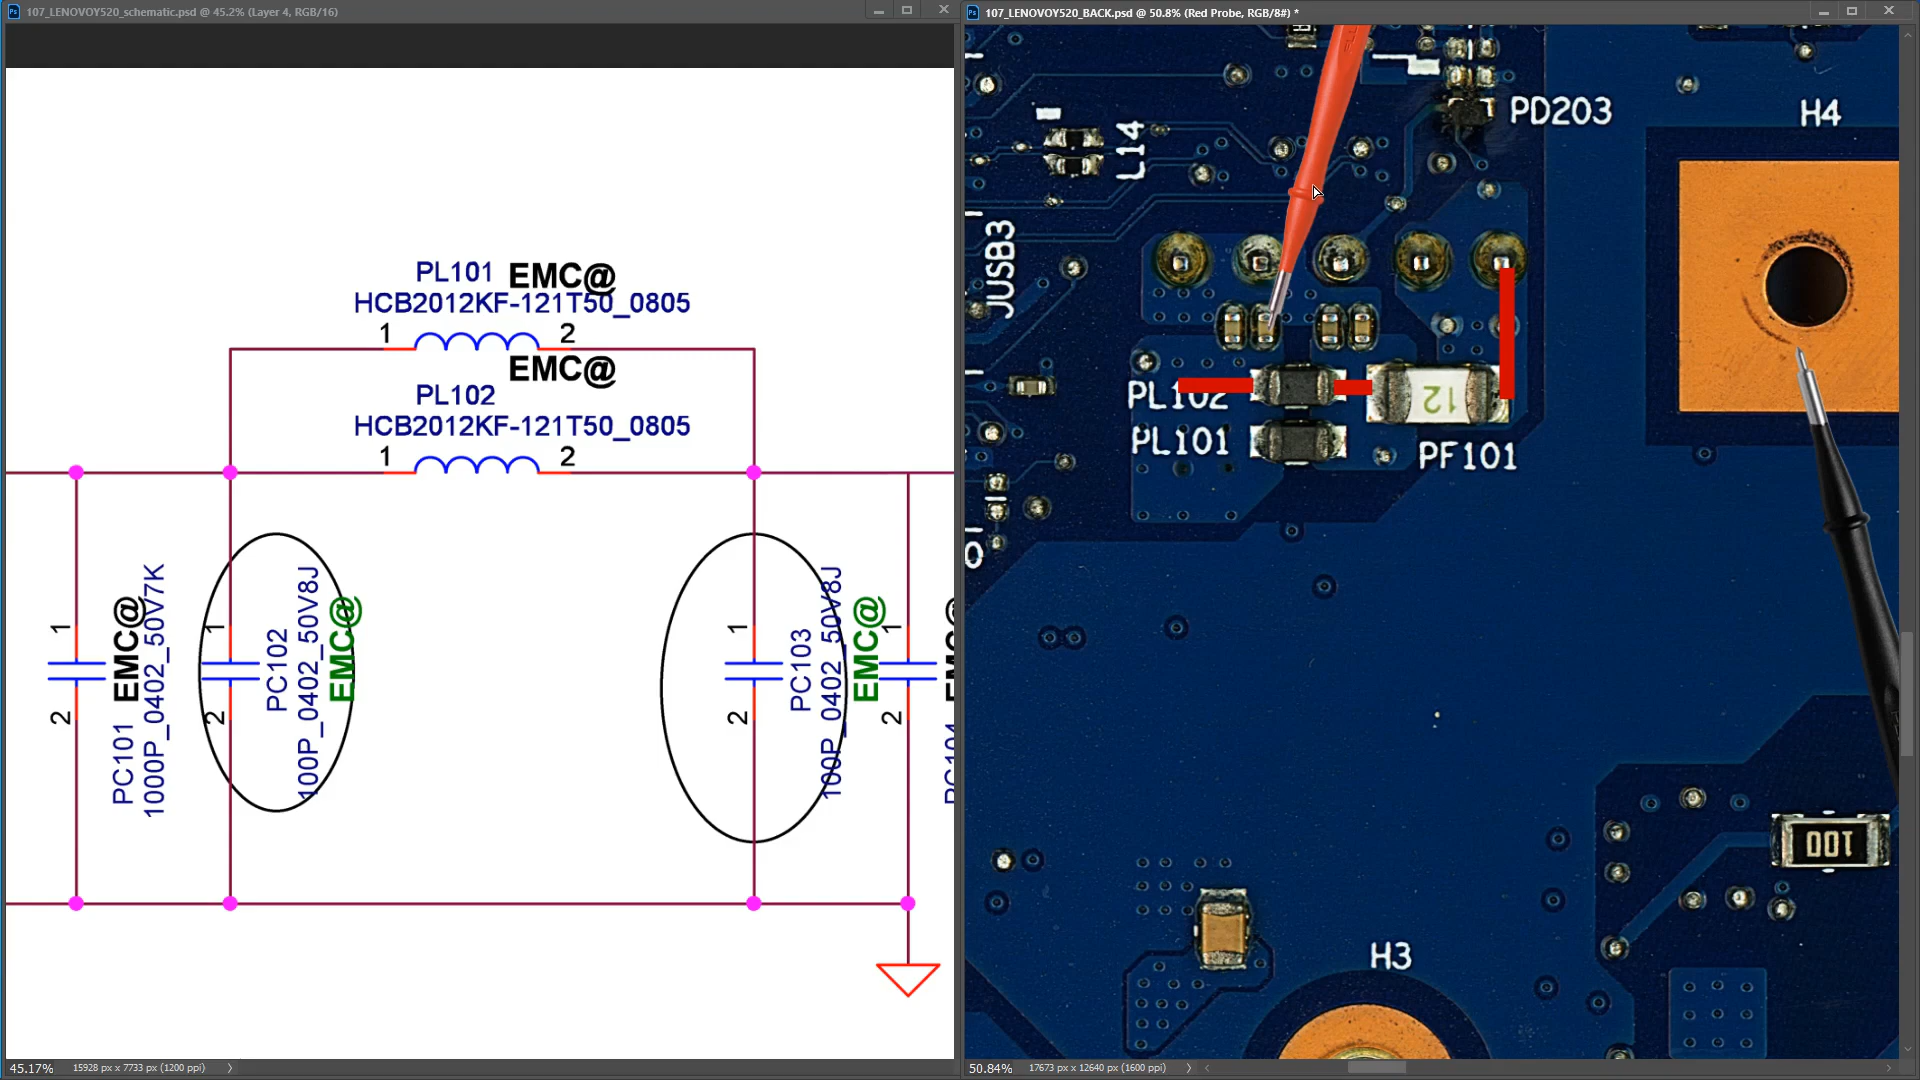 107_LENOVOY520_schematic.psd @ 45.2% (Layer 4, RGB/16)
PL101 EMC@
HCB2012KF-121T50_0805
1 2
EMC@
PL102
HCB2012KF-121T50_0805
1 2
1
2
PC101
1000P_0402_50V7K
EMC@
1
2
PC102
100P_0402_50V8J
EMC@
1
2
PC103
100P_0402_50V8J
EMC@
1
2
45.17% 15928 px x 7733 px (1200 ppi)
107_LENOVOY520_BACK.psd @ 50.8% (Red Probe, RGB/8#) *
PD203
H4
L14
JUSB3
PL102
PL101
12
PF101
001
H3
50.84% 17673 px x 12640 px (1600 ppi)